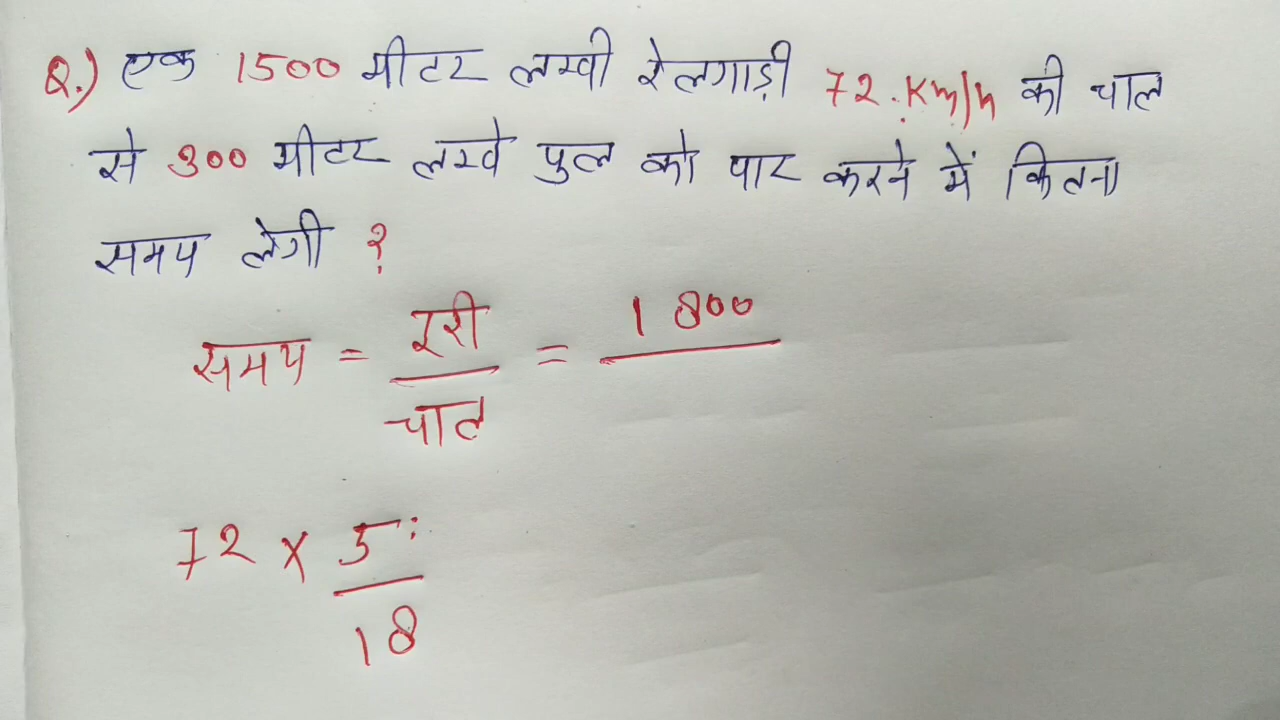 Q.) एक 1500 मीटर लम्बी रेलगाड़ी 72 Km/h की चाल
से 300 मीटर लम्बे पुल को पार करने में कितना
समय लेगी ?
समय = दूरी / चाल = 1800
72 x 5 / 18